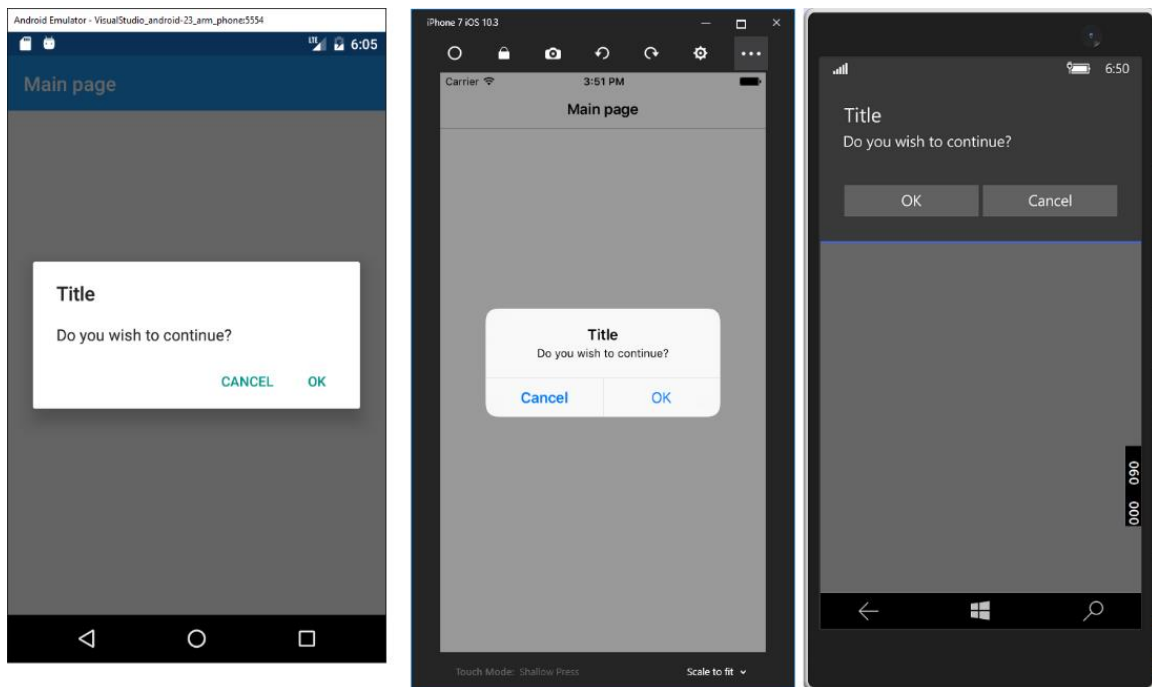 Android Emulator - VisualStudio_android-23_arm_phone:5554
LTE 6:05
Main page
Title
Do you wish to continue?
CANCEL OK
iPhone 7 iOS 10.3
Carrier 3:51 PM
Main page
Title
Do you wish to continue?
Cancel OK
Touch Mode: Shallow Press Scale to fit
6:50
Title
Do you wish to continue?
OK Cancel
000 090